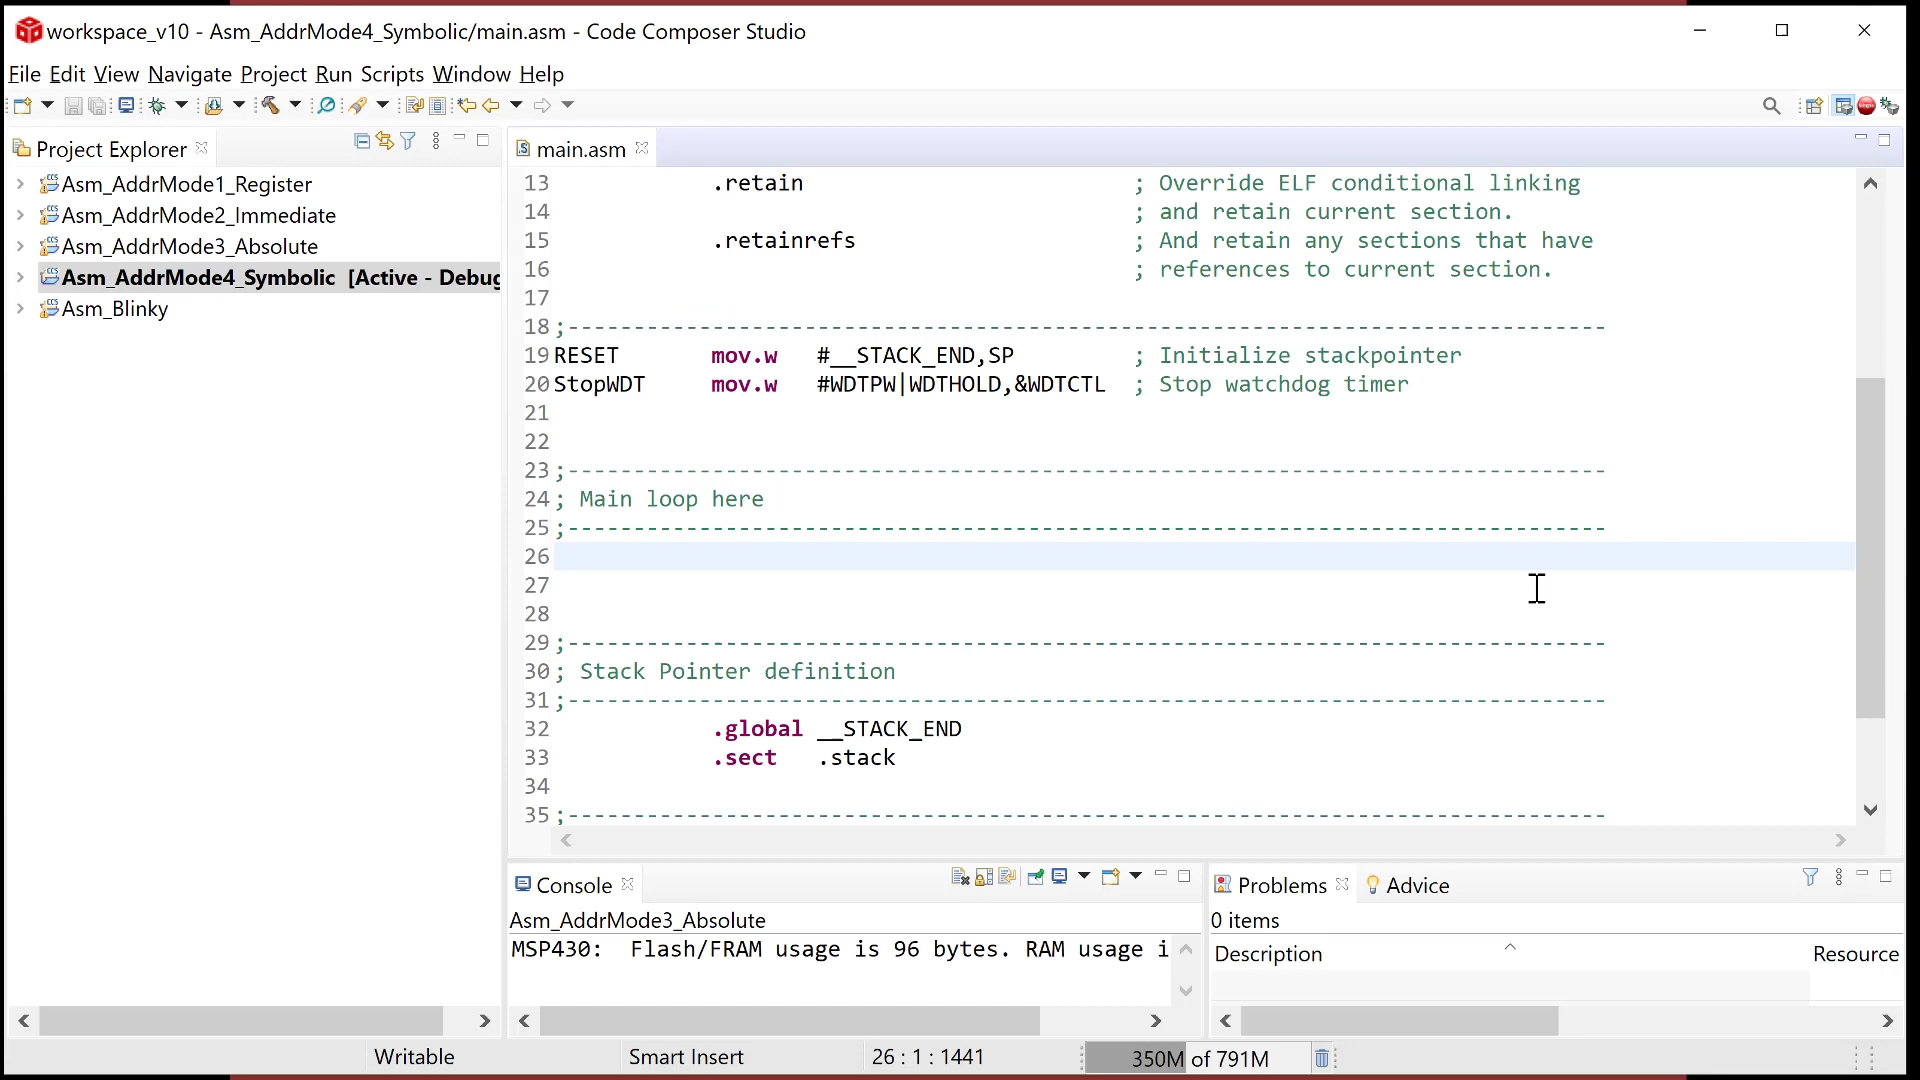 workspace_v10 - Asm_AddrMode4_Symbolic/main.asm - Code Composer Studio
File Edit View Navigate Project Run Scripts Window Help
Project Explorer
Asm_AddrMode1_Register
Asm_AddrMode2_Immediate
Asm_AddrMode3_Absolute
Asm_AddrMode4_Symbolic [Active - Debug
Asm_Blinky
main.asm
13 .retain ; Override ELF conditional linking
14 ; and retain current section.
15 .retainrefs ; And retain any sections that have
16 ; references to current section.
17
18 ;-------------------------------------------------------------------------------
19 RESET mov.w #__STACK_END,SP ; Initialize stackpointer
20 StopWDT mov.w #WDTPW|WDTHOLD,&WDTCTL ; Stop watchdog timer
21
22
23 ;-------------------------------------------------------------------------------
24 ; Main loop here
25 ;-------------------------------------------------------------------------------
26
27
28
29 ;-------------------------------------------------------------------------------
30 ; Stack Pointer definition
31 ;-------------------------------------------------------------------------------
32 .global __STACK_END
33 .sect .stack
34
35 ;-------------------------------------------------------------------------------
Console
Asm_AddrMode3_Absolute
MSP430: Flash/FRAM usage is 96 bytes. RAM usage i
Problems Advice
0 items
Description Resource
Writable Smart Insert 26 : 1 : 1441 350M of 791M